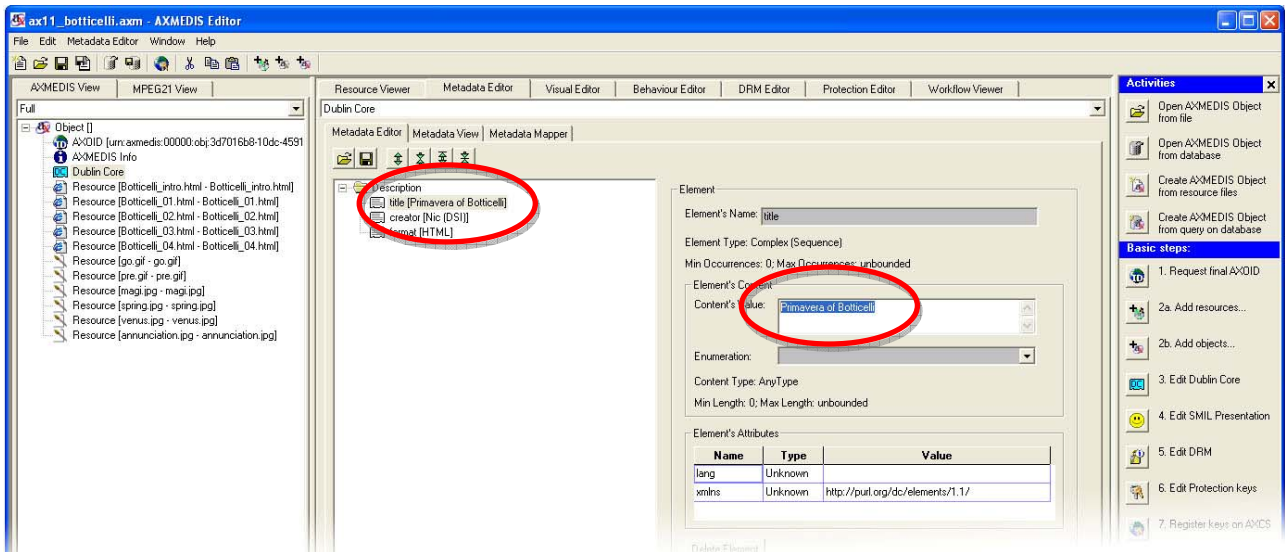 ax11_botticelli.axm - AXMEDIS Editor
File Edit Metadata Editor Window Help
AXMEDIS View MPEG21 View
Full
Object []
AXOID [urn:axmedis:00000:obj:3d7016b8-10dc-4591
AXMEDIS Info
Dublin Core
Resource [Botticelli_intro.html - Botticelli_intro.html]
Resource [Botticelli_01.html - Botticelli_01.html]
Resource [Botticelli_02.html - Botticelli_02.html]
Resource [Botticelli_03.html - Botticelli_03.html]
Resource [Botticelli_04.html - Botticelli_04.html]
Resource [go.gif - go.gif]
Resource [pre.gif - pre.gif]
Resource [magi.jpg - magi.jpg]
Resource [spring.jpg - spring.jpg]
Resource [venus.jpg - venus.jpg]
Resource [annunciation.jpg - annunciation.jpg]
Resource Viewer Metadata Editor Visual Editor Behaviour Editor DRM Editor Protection Editor Workflow Viewer
Dublin Core
Metadata Editor Metadata View Metadata Mapper
Description
title [Primavera of Botticelli]
creator [Nic (DSI)]
format [HTML]
Element
Element's Name: title
Element Type: Complex (Sequence)
Min Occurrences: 0; Max Occurrences: unbounded
Element's Content
Content's Value: Primavera of Botticelli
Enumeration:
Content Type: AnyType
Min Length: 0; Max Length: unbounded
Element's Attributes
Name Type Value
lang Unknown
xmlns Unknown http://purl.org/dc/elements/1.1/
Delete Element
Activities
Open AXMEDIS Object
from file
Open AXMEDIS Object
from database
Create AXMEDIS Object
from resource files
Create AXMEDIS Object
from query on database
Basic steps:
1. Request final AXOID
2a. Add resources...
2b. Add objects...
3. Edit Dublin Core
4. Edit SMIL Presentation
5. Edit DRM
6. Edit Protection keys
7. Register keys on AXCS